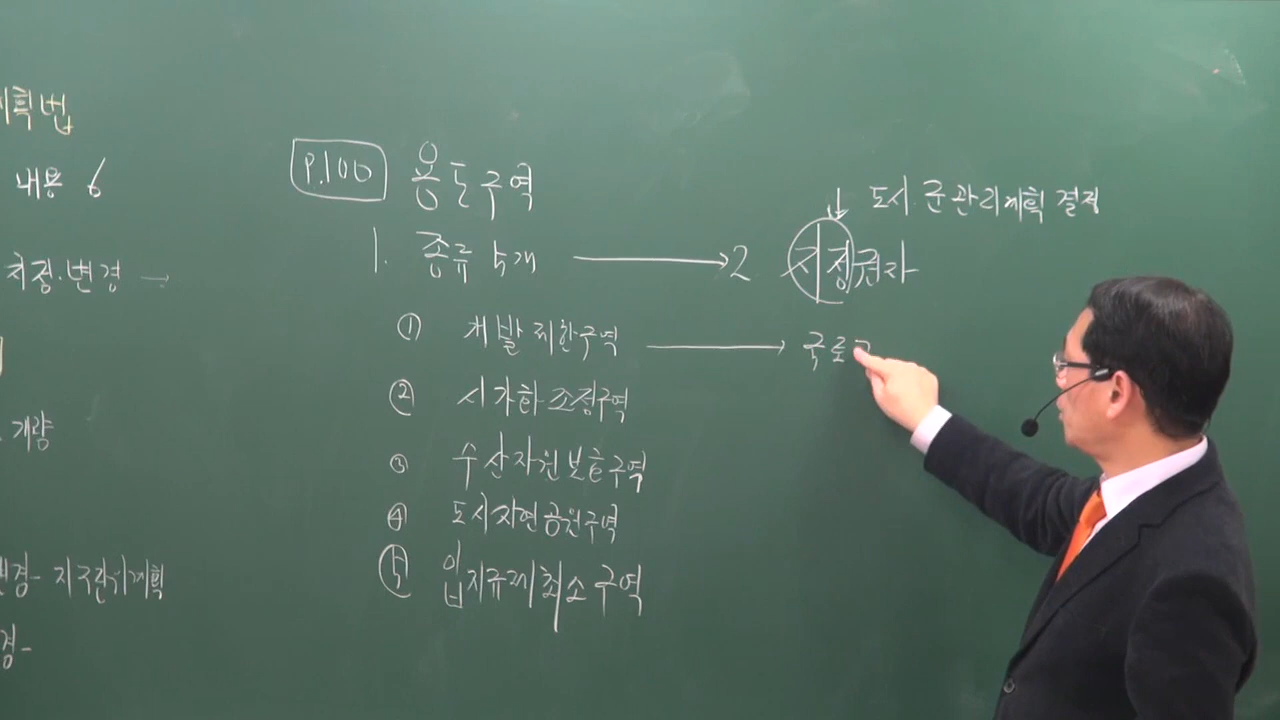 계획법
내용 6
지정·변경 →
개량
변경- 지구단위계획
경-
P.100 용도구역
1. 종류 5개 → 2 지정권자
↓ 도시·군관리계획 결정
① 개발제한구역 → 국토교
② 시가화조정구역
③ 수산자원보호구역
④ 도시자연공원구역
⑤ 입지규제최소구역